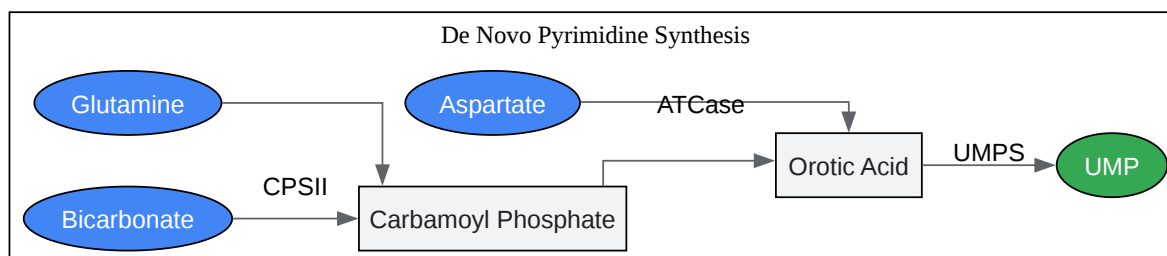 De Novo Pyrimidine Synthesis
Glutamine
Aspartate
ATCase
Orotic Acid
UMPS
UMP
CPSII
Bicarbonate
Carbamoyl Phosphate